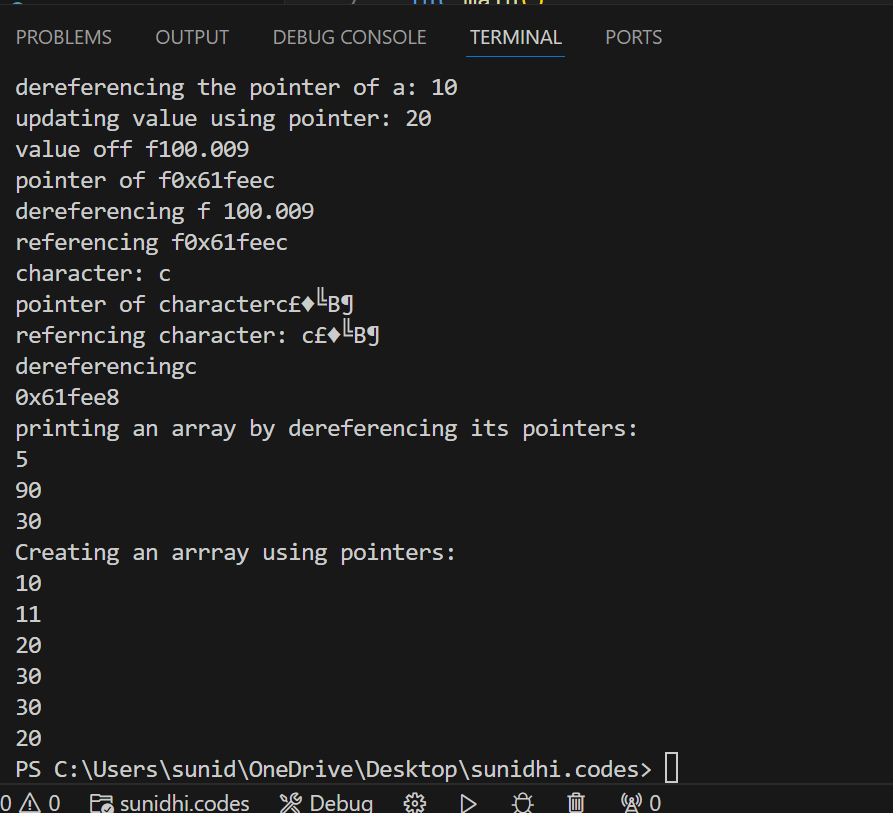 PROBLEMS OUTPUT DEBUG CONSOLE TERMINAL PORTS
dereferencing the pointer of a: 10
updating value using pointer: 20
value off f100.009
pointer of f0x61feec
dereferencing f 100.009
referencing f0x61feec
character: c
pointer of characterc£♦╚B¶
referncing character: c£♦╚B¶
dereferencingc
0x61fee8
printing an array by dereferencing its pointers:
5
90
30
Creating an arrray using pointers:
10
11
20
30
30
20
PS C:\Users\sunid\OneDrive\Desktop\sunidhi.codes>
0 0 sunidhi.codes Debug 0